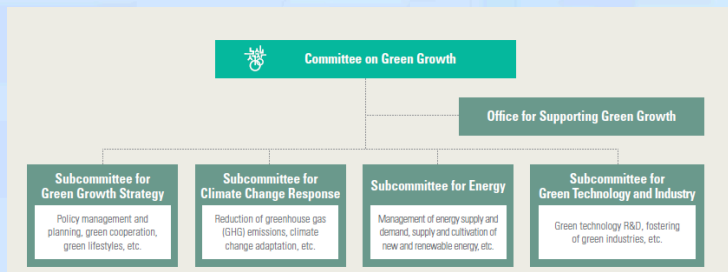 Committee on Green Growth
Office for Supporting Green Growth
Subcommittee for
Green Growth Strategy
Policy management and
planning, green cooperation,
green lifestyles, etc.
Subcommittee for
Climate Change Response
Reduction of greenhouse gas
(GHG) emissions, climate
change adaptation, etc.
Subcommittee for Energy
Management of energy supply and
demand, supply and cultivation of
new and renewable energy, etc.
Subcommittee for
Green Technology and Industry
Green technology R&D, fostering
of green industries, etc.